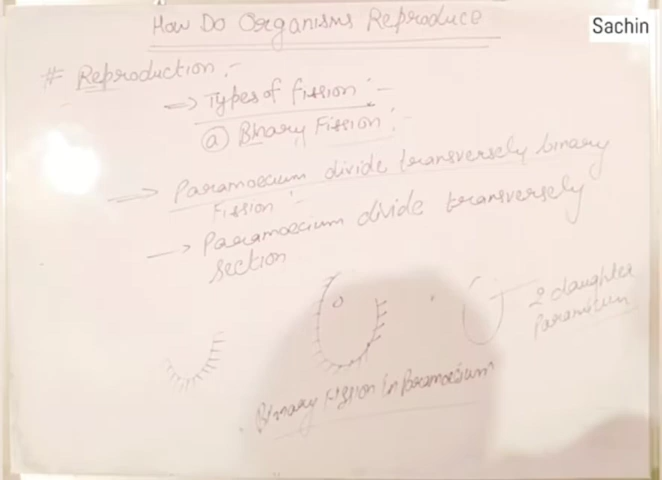 How Do Organisms Reproduce
Sachin
# Reproduction :-
→ Types of fission :-
(a) Binary Fission :-
→ Paramoecium divide transversely binary
Fission :-
→ Paramoecium divide transversely
section
2 daughter
Paramoecium
Binary Fission In Paramoecium